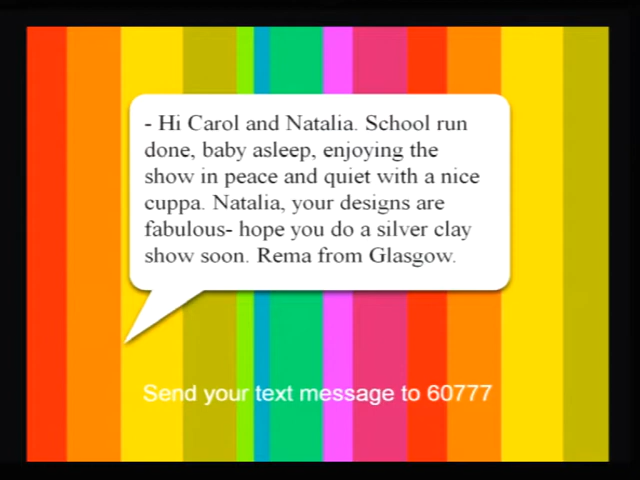 - Hi Carol and Natalia. School run
done, baby asleep, enjoying the
show in peace and quiet with a nice
cuppa. Natalia, your designs are
fabulous- hope you do a silver clay
show soon. Rema from Glasgow.
Send your text message to 60777